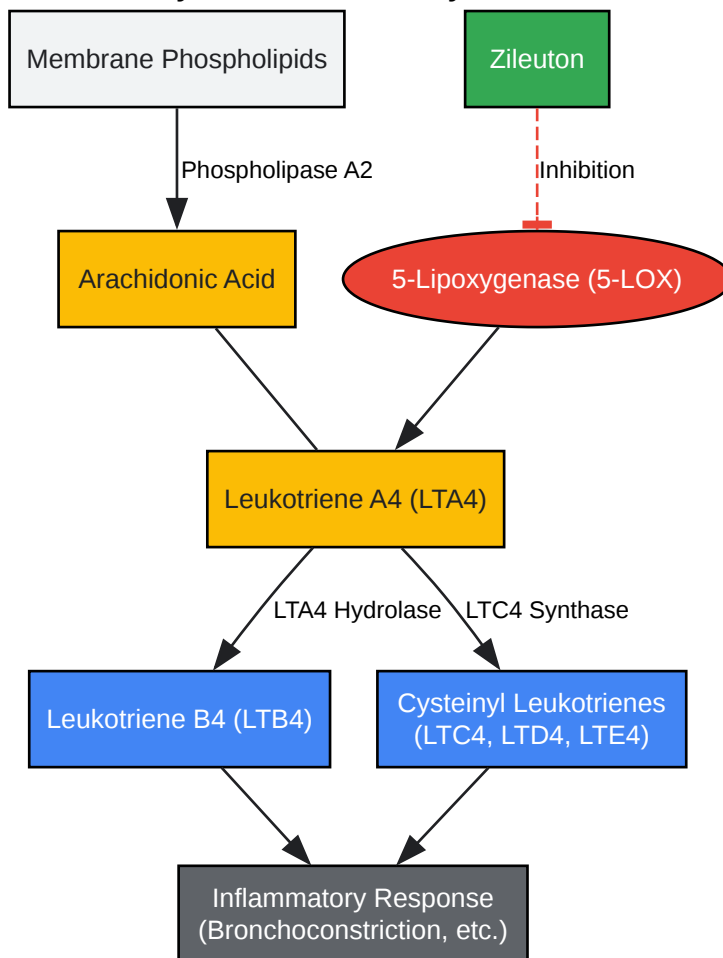 Membrane Phospholipids
Zileuton
Phospholipase A2
Inhibition
Arachidonic Acid
5-Lipoxygenase (5-LOX)
Leukotriene A4 (LTA4)
LTA4 Hydrolase
LTC4 Synthase
Leukotriene B4 (LTB4)
Cysteinyl Leukotrienes
(LTC4, LTD4, LTE4)
Inflammatory Response
(Bronchoconstriction, etc.)